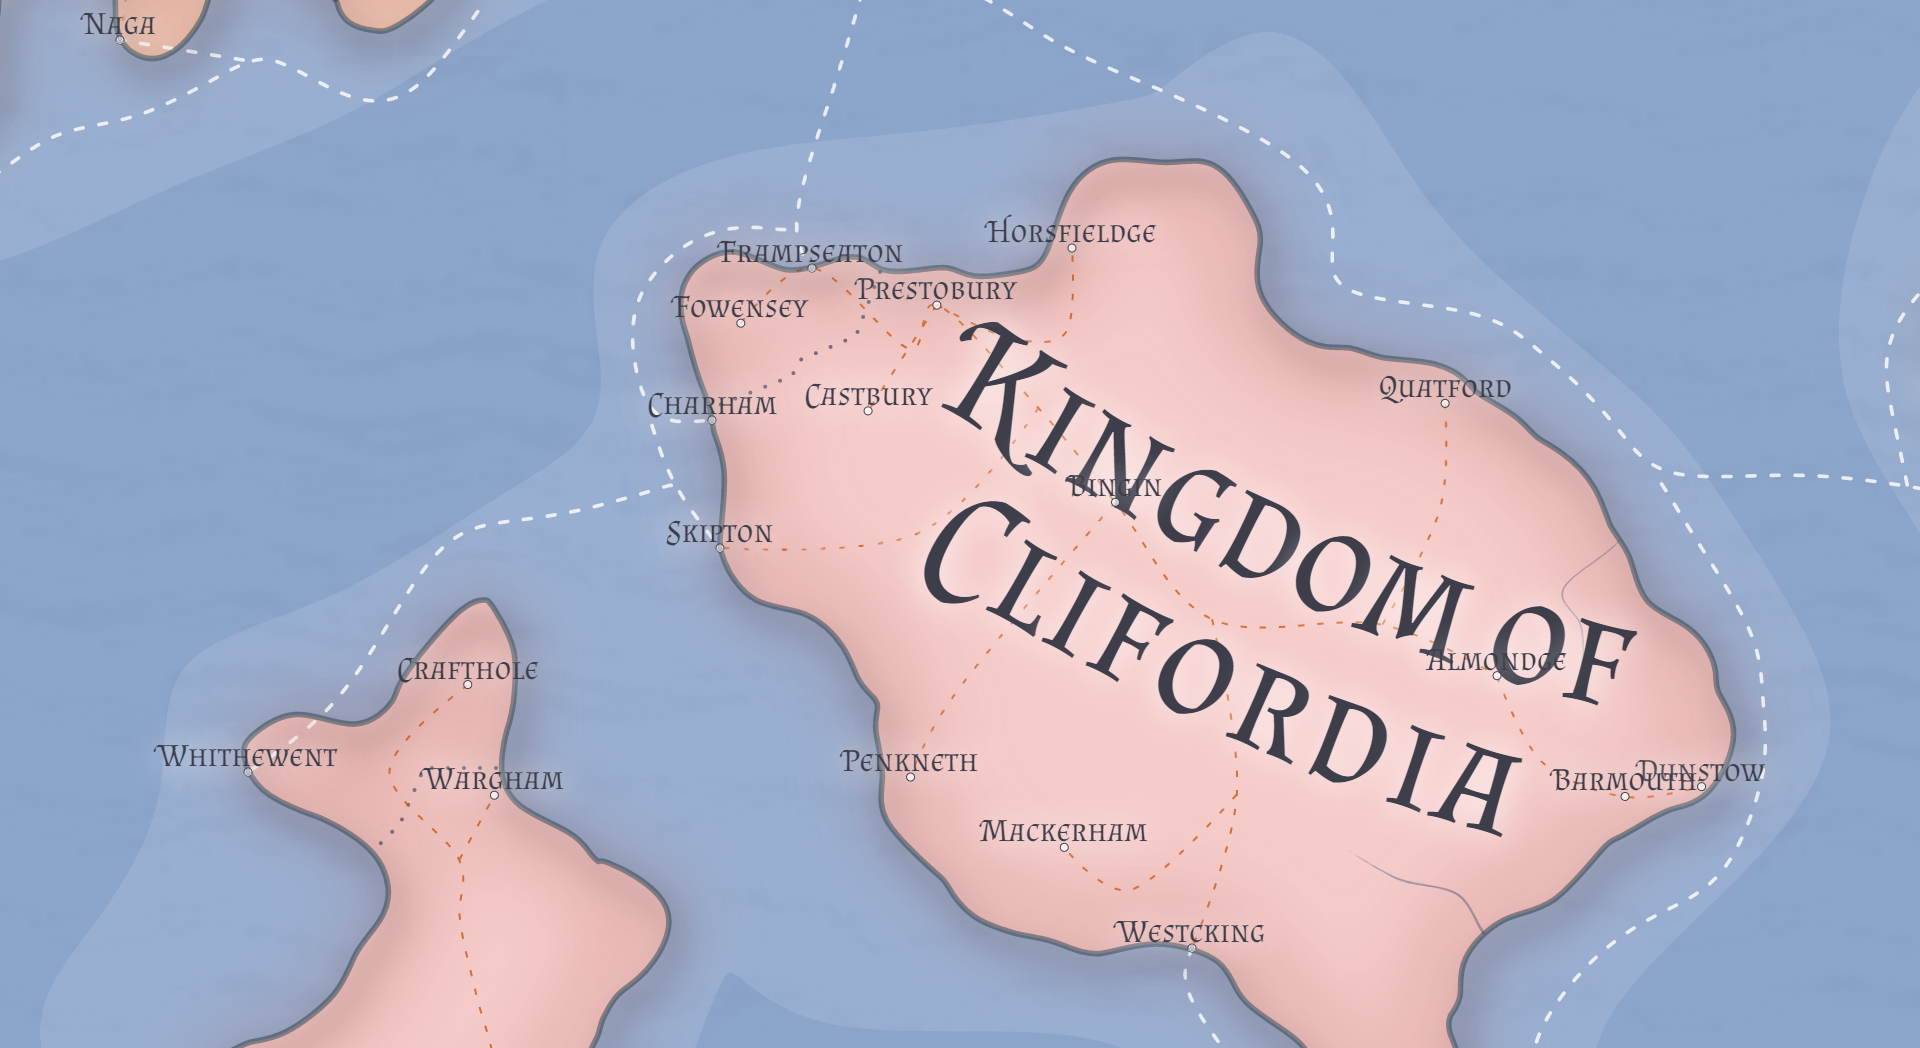 Naga
Horsfieldge
Frampseaton
Prestobury
Fowensey
Quatford
Castbury
Charham
Kingdom of
Clifordia
Bingin
Skipton
Almondge
Crafthole
Whithewent
Wargham
Penkneth
Barmouth
Dunstow
Mackerham
Westcking